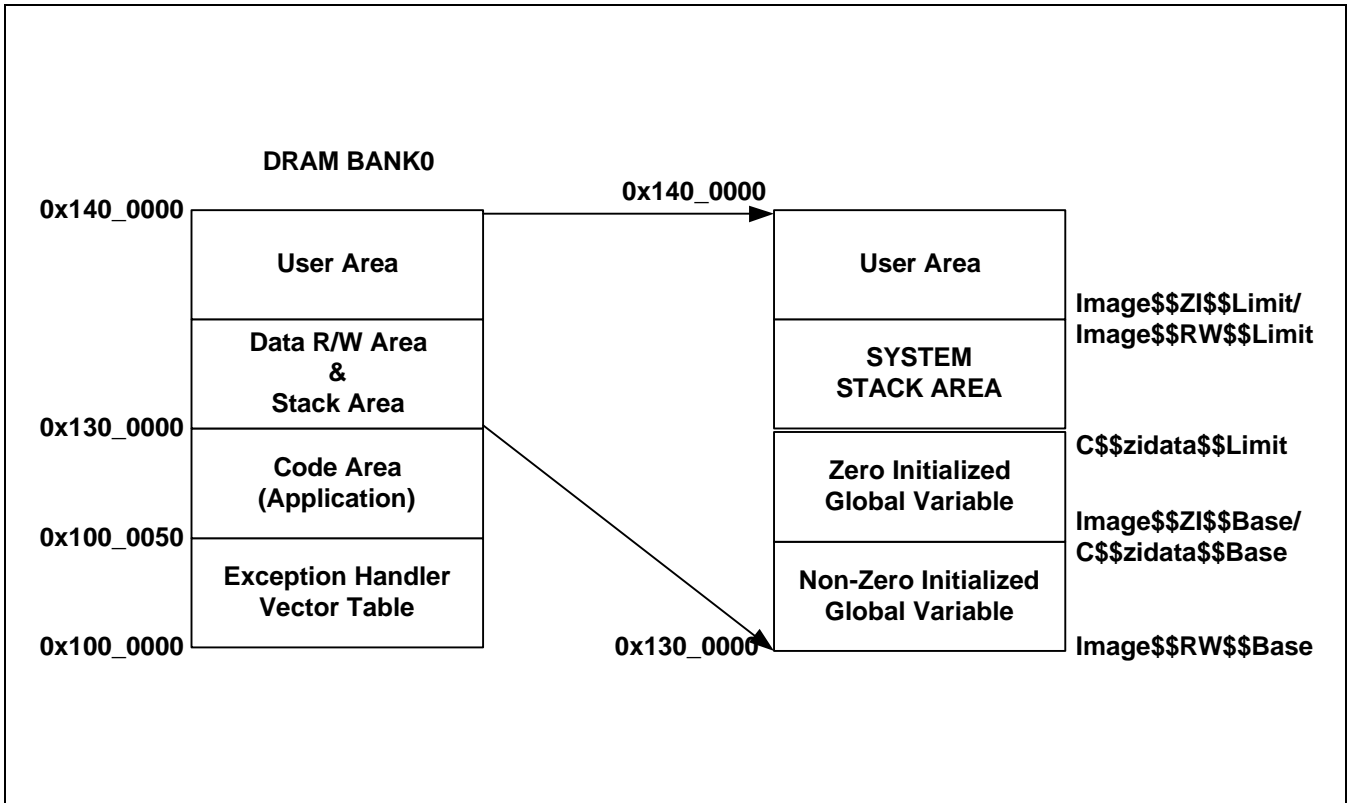 DRAM BANK0
0x140_0000
User Area
Data R/W Area
&
Stack Area
0x130_0000
Code Area
(Application)
0x100_0050
Exception Handler
Vector Table
0x100_0000
0x140_0000
User Area
Image$$ZI$$Limit/
Image$$RW$$Limit
SYSTEM
STACK AREA
C$$zidata$$Limit
Zero Initialized
Global Variable
Image$$ZI$$Base/
C$$zidata$$Base
Non-Zero Initialized
Global Variable
0x130_0000
Image$$RW$$Base